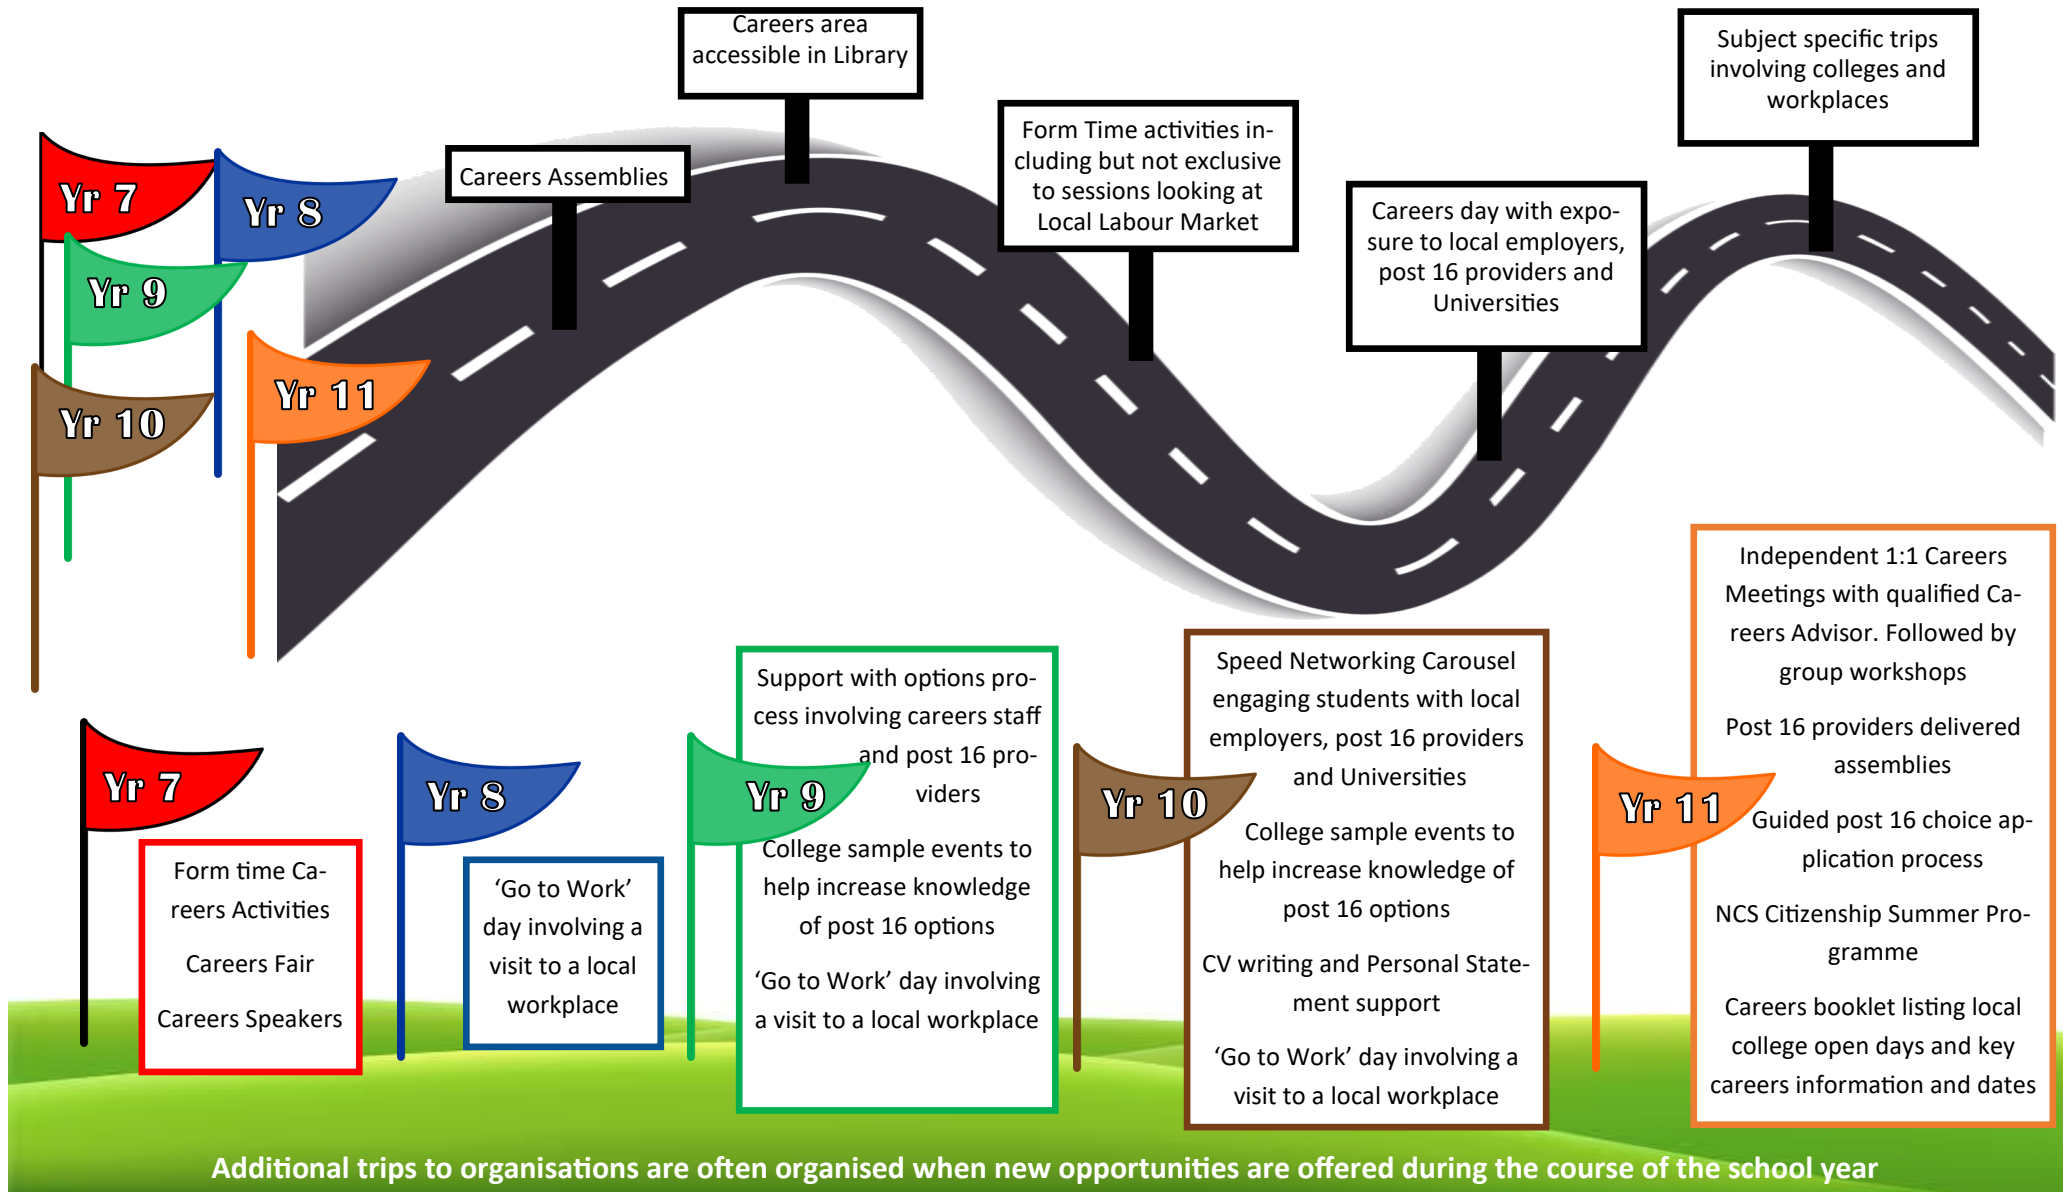 Careers area
accessible in Library
Subject specific trips
involving colleges and
workplaces
Form Time activities in-
cluding but not exclusive
to sessions looking at
Local Labour Market
Careers Assemblies
Careers day with expo-
sure to local employers,
post 16 providers and
Universities
Yr 7
Yr 8
Yr 9
Yr 10
Yr 11
Yr 7
Form time Ca-
reers Activities
Careers Fair
Careers Speakers
Yr 8
‘Go to Work’
day involving a
visit to a local
workplace
Yr 9
Support with options pro-
cess involving careers staff
and post 16 pro-
viders
College sample events to
help increase knowledge
of post 16 options
‘Go to Work’ day involving
a visit to a local workplace
Yr 10
Speed Networking Carousel
engaging students with local
employers, post 16 providers
and Universities
College sample events to
help increase knowledge of
post 16 options
CV writing and Personal State-
ment support
‘Go to Work’ day involving a
visit to a local workplace
Yr 11
Independent 1:1 Careers
Meetings with qualified Ca-
reers Advisor. Followed by
group workshops
Post 16 providers delivered
assemblies
Guided post 16 choice ap-
plication process
NCS Citizenship Summer Pro-
gramme
Careers booklet listing local
college open days and key
careers information and dates
Additional trips to organisations are often organised when new opportunities are offered during the course of the school year